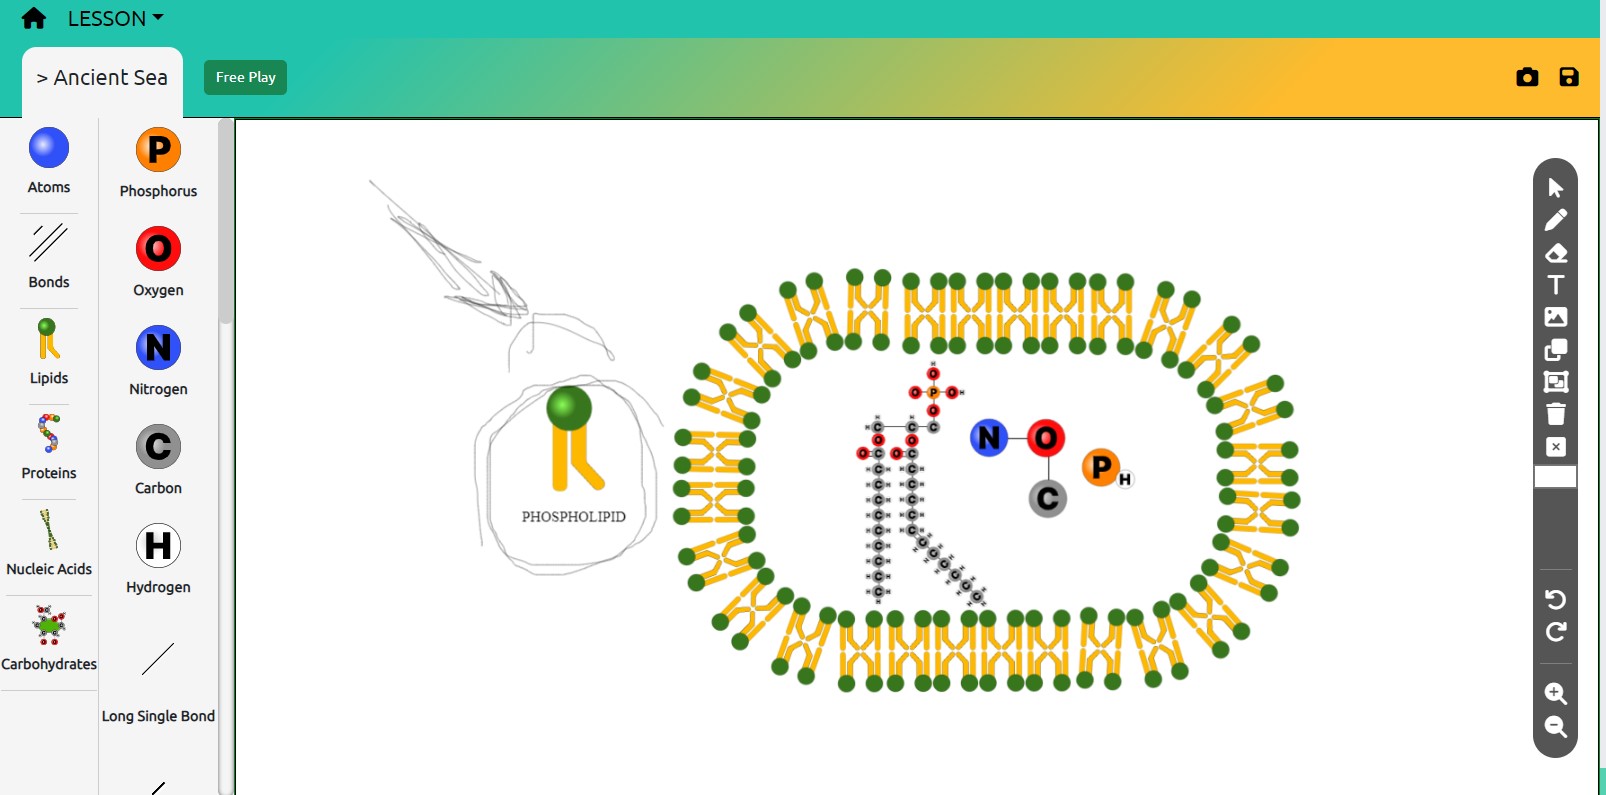 LESSON
> Ancient Sea
Free Play
Atoms
Bonds
Lipids
Proteins
Nucleic Acids
Carbohydrates
P
Phosphorus
O
Oxygen
N
Nitrogen
C
Carbon
H
Hydrogen
Long Single Bond
PHOSPHOLIPID
N O
C
P H
T